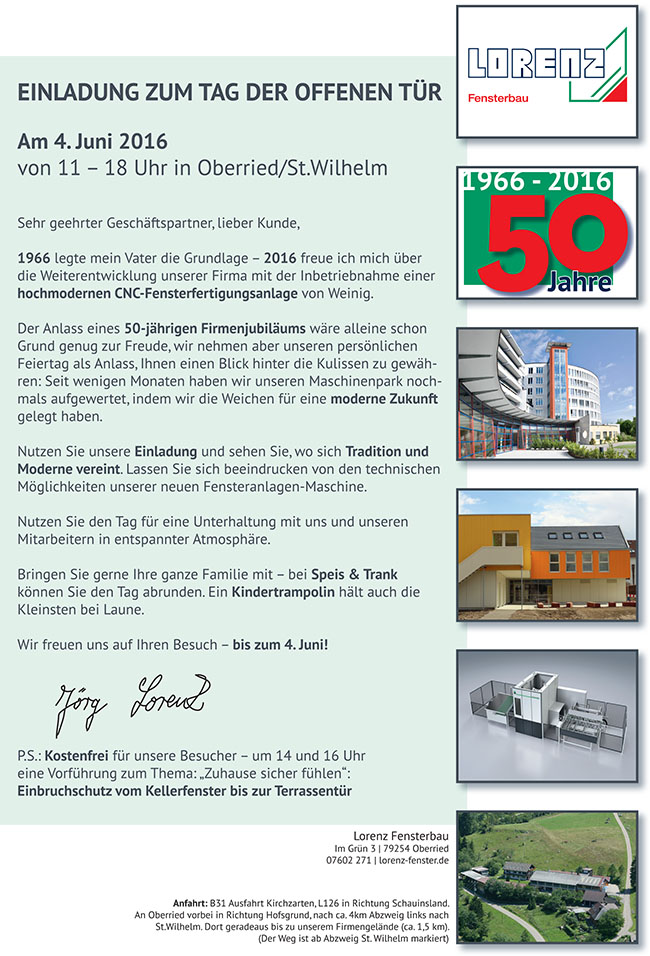 LORENZ
Fensterbau
EINLADUNG ZUM TAG DER OFFENEN TÜR
Am 4. Juni 2016
von 11 – 18 Uhr in Oberried/St.Wilhelm
1966 - 2016
50
Jahre
Sehr geehrter Geschäftspartner, lieber Kunde,
1966 legte mein Vater die Grundlage – 2016 freue ich mich über
die Weiterentwicklung unserer Firma mit der Inbetriebnahme einer
hochmodernen CNC-Fensterfertigungsanlage von Weinig.
Der Anlass eines 50-jährigen Firmenjubiläums wäre alleine schon
Grund genug zur Freude, wir nehmen aber unseren persönlichen
Feiertag als Anlass, Ihnen einen Blick hinter die Kulissen zu gewäh-
ren: Seit wenigen Monaten haben wir unseren Maschinenpark noch-
mals aufgewertet, indem wir die Weichen für eine moderne Zukunft
gelegt haben.
Nutzen Sie unsere Einladung und sehen Sie, wo sich Tradition und
Moderne vereint. Lassen Sie sich beeindrucken von den technischen
Möglichkeiten unserer neuen Fensteranlagen-Maschine.
Nutzen Sie den Tag für eine Unterhaltung mit uns und unseren
Mitarbeitern in entspannter Atmosphäre.
Bringen Sie gerne Ihre ganze Familie mit – bei Speis & Trank
können Sie den Tag abrunden. Ein Kindertrampolin hält auch die
Kleinsten bei Laune.
Wir freuen uns auf Ihren Besuch – bis zum 4. Juni!
Jörg Lorenz
P.S.: Kostenfrei für unsere Besucher – um 14 und 16 Uhr
eine Vorführung zum Thema: „Zuhause sicher fühlen“:
Einbruchschutz vom Kellerfenster bis zur Terrassentür
Lorenz Fensterbau
Im Grün 3 | 79254 Oberried
07602 271 | lorenz-fenster.de
Anfahrt: B31 Ausfahrt Kirchzarten, L126 in Richtung Schauinsland.
An Oberried vorbei in Richtung Hofsgrund, nach ca. 4km Abzweig links nach
St.Wilhelm. Dort geradeaus bis zu unserem Firmengelände (ca. 1,5 km).
(Der Weg ist ab Abzweig St. Wilhelm markiert)